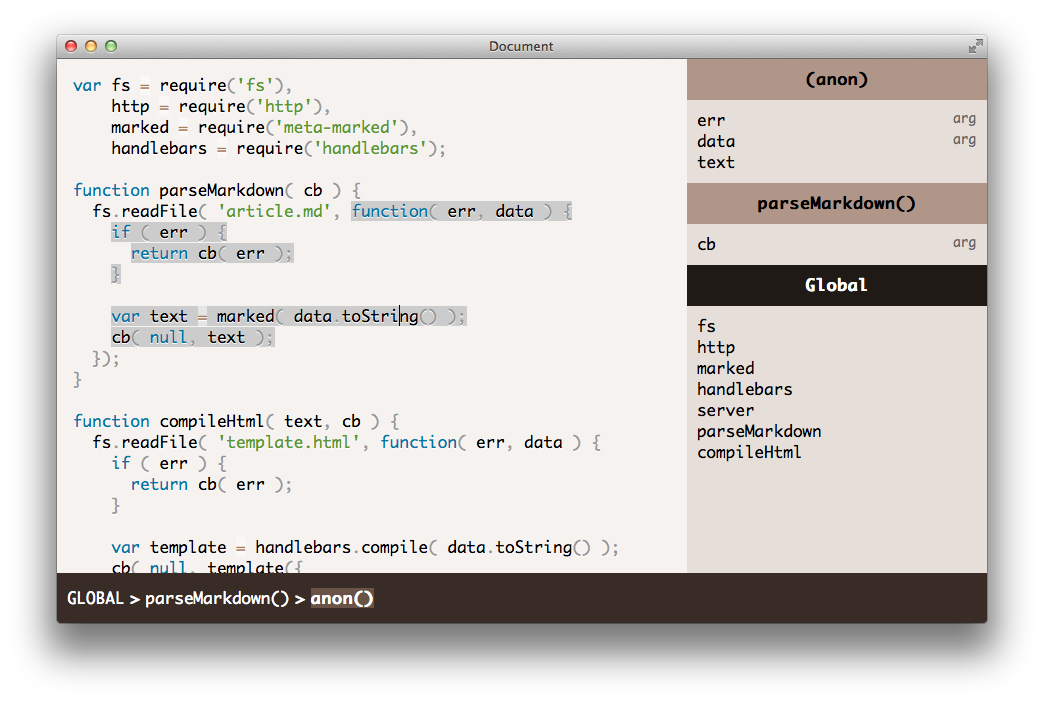 Document
var fs = require('fs'),
    http = require('http'),
    marked = require('meta-marked'),
    handlebars = require('handlebars');
function parseMarkdown( cb ) {
  fs.readFile( 'article.md', function( err, data ) {
    if ( err ) {
      return cb( err );
    }
    var text = marked( data.toString() );
    cb( null, text );
  });
}
function compileHtml( text, cb ) {
  fs.readFile( 'template.html', function( err, data ) {
    if ( err ) {
      return cb( err );
    }
    var template = handlebars.compile( data.toString() );
    cb( null, template({
(anon)
err arg
data arg
text
parseMarkdown()
cb arg
Global
fs
http
marked
handlebars
server
parseMarkdown
compileHtml
GLOBAL > parseMarkdown() > anon()